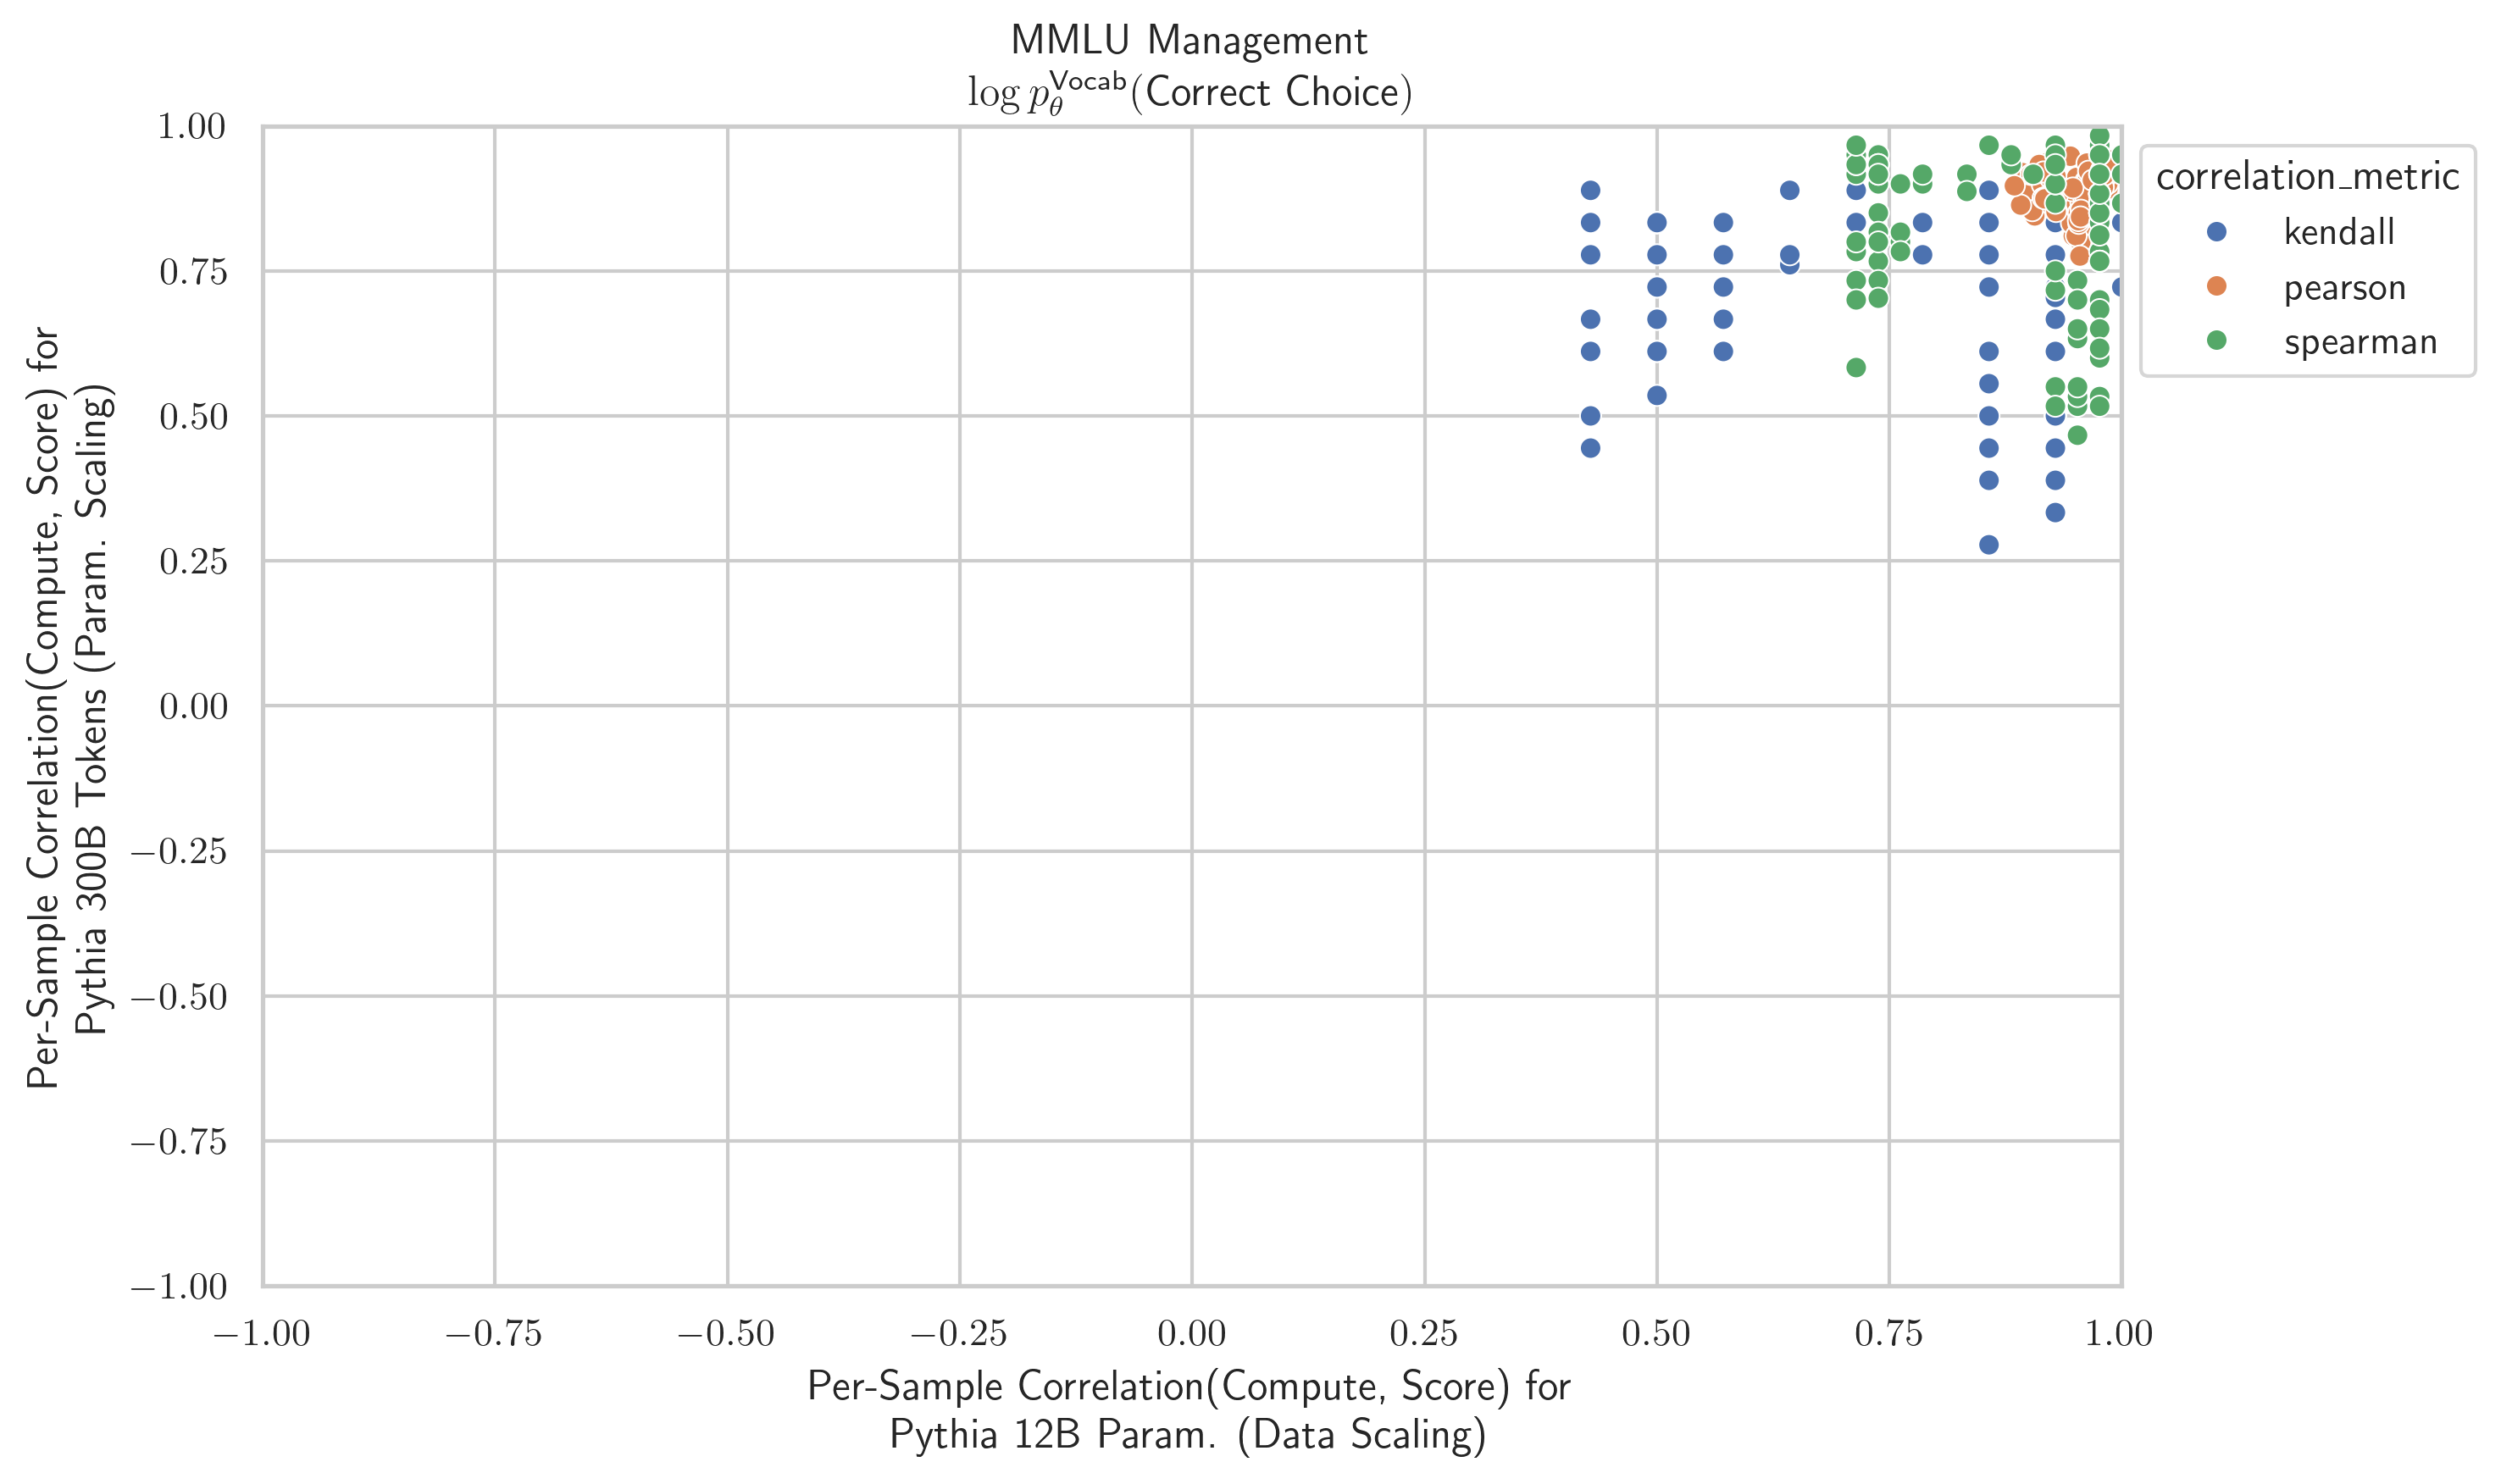 MMLU Management
log p_θ^Vocab(Correct Choice)
Per-Sample Correlation(Compute, Score) for
Pythia 300B Tokens (Param. Scaling)
1.00
0.75
0.50
0.25
0.00
−0.25
−0.50
−0.75
−1.00
−1.00 −0.75 −0.50 −0.25 0.00 0.25 0.50 0.75 1.00
Per-Sample Correlation(Compute, Score) for
Pythia 12B Param. (Data Scaling)
correlation_metric
kendall
pearson
spearman